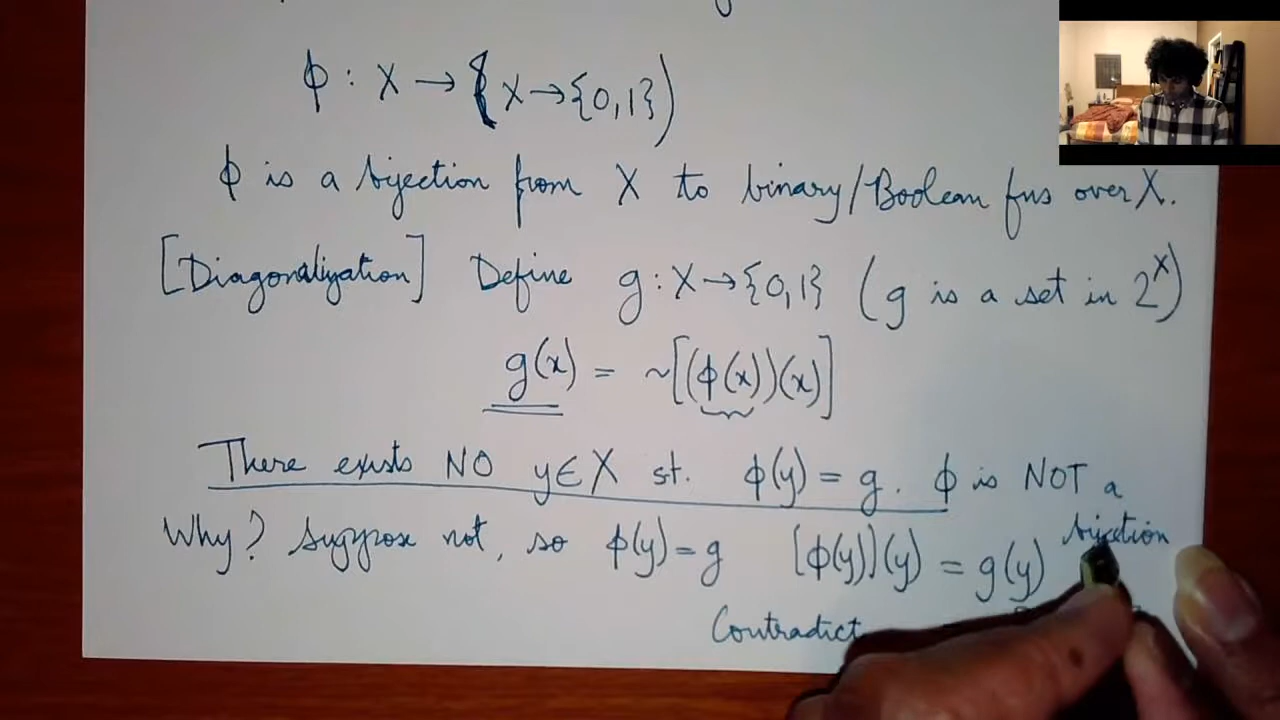 ϕ : X → {X→{0,1})
ϕ is a bijection from X to binary/Boolean fns over X.
[Diagonalization] Define g : X→{0,1} (g is a set in 2^X)
g(x) = ~[(ϕ(x))(x)]
There exists NO y∈X st. ϕ(y) = g. ϕ is NOT a bijection
Why? Suppose not, so ϕ(y)=g [ϕ(y)](y) = g(y)
Contradict